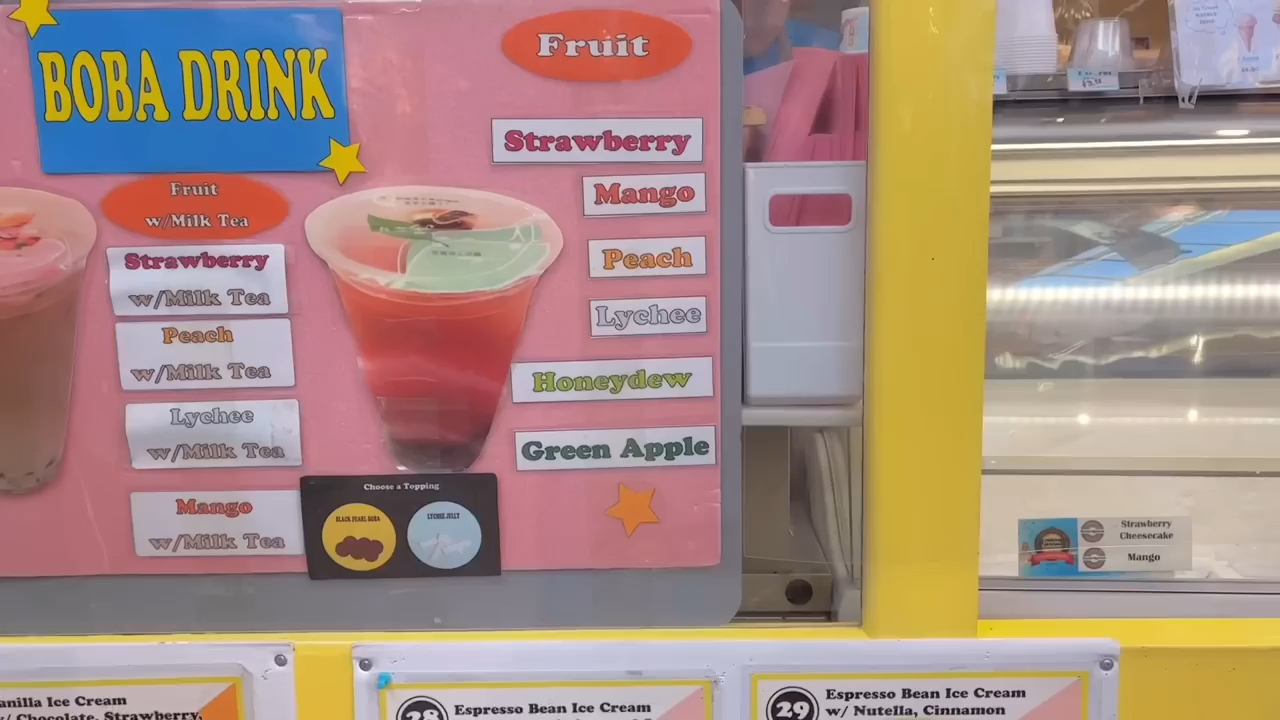 BOBA DRINK
Fruit
w/Milk Tea
Strawberry
w/Milk Tea
Peach
w/Milk Tea
Lychee
w/Milk Tea
Mango
w/Milk Tea
Choose a Topping
BLACK PEARL BOBA
LYCHEE JELLY
Fruit
Strawberry
Mango
Peach
Lychee
Honeydew
Green Apple
Strawberry
Cheesecake
Mango
anilla Ice Cream
w/ Chocolate, Strawberry,
28
Espresso Bean Ice Cream
29
Espresso Bean Ice Cream
w/ Nutella, Cinnamon